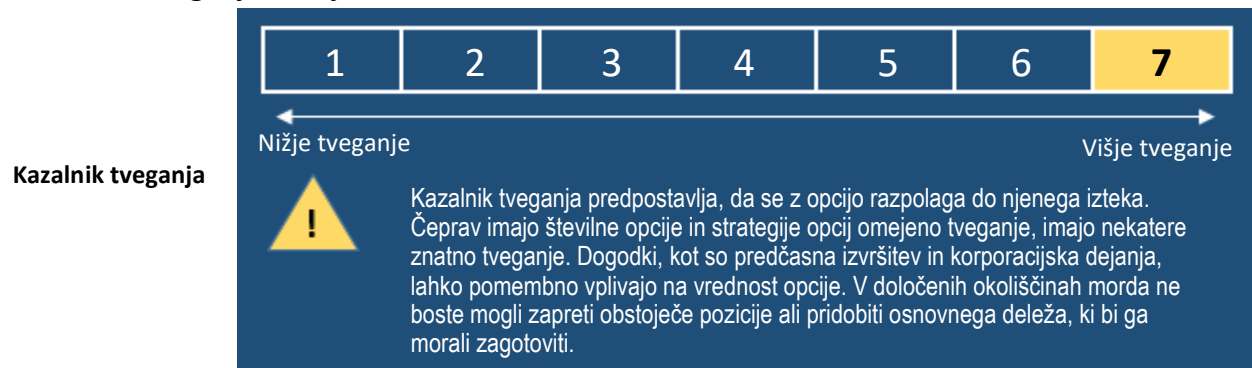 1 2 3 4 5 6 7
Nižje tveganje
Višje tveganje
Kazalnik tveganja
!
Kazalnik tveganja predpostavlja, da se z opcijo razpolaga do njenega izteka.
Čeprav imajo številne opcije in strategije opcij omejeno tveganje, imajo nekatere
znatno tveganje. Dogodki, kot so predčasna izvršitev in korporacijska dejanja,
lahko pomembno vplivajo na vrednost opcije. V določenih okoliščinah morda ne
boste mogli zapreti obstoječe pozicije ali pridobiti osnovnega deleža, ki bi ga
morali zagotoviti.